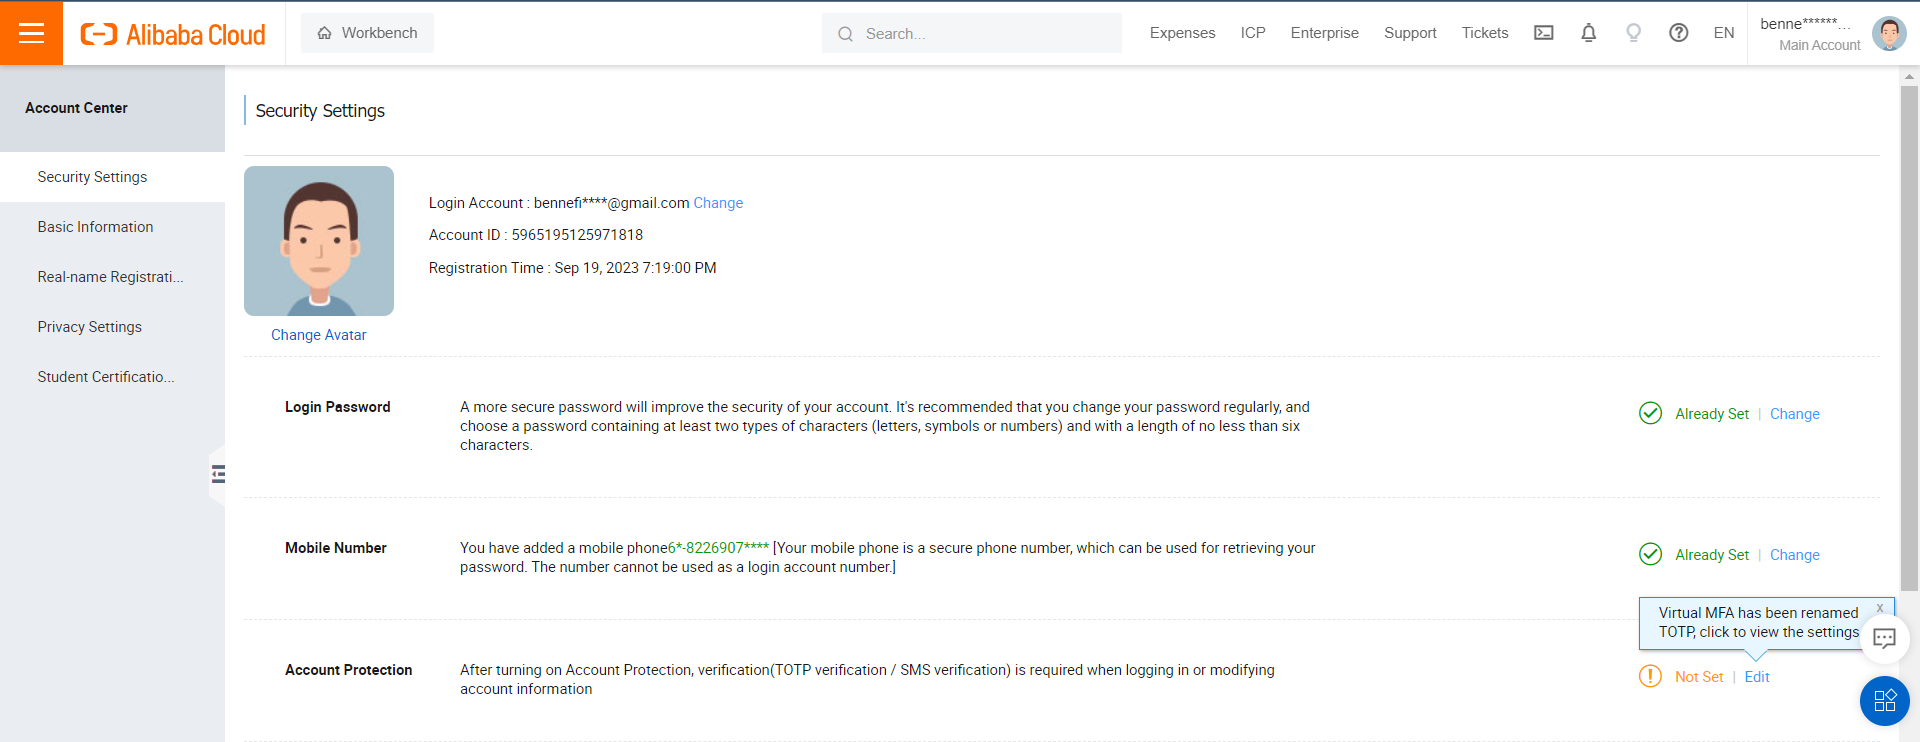 Alibaba Cloud
Workbench
Search...
Expenses
ICP
Enterprise
Support
Tickets
EN
benne******...
Main Account
Account Center
Security Settings
Basic Information
Real-name Registrati...
Privacy Settings
Student Certificatio...
Security Settings
Login Account : bennefi****@gmail.com Change
Account ID : 5965195125971818
Registration Time : Sep 19, 2023 7:19:00 PM
Change Avatar
Login Password
A more secure password will improve the security of your account. It's recommended that you change your password regularly, and
choose a password containing at least two types of characters (letters, symbols or numbers) and with a length of no less than six
characters.
Already Set | Change
Mobile Number
You have added a mobile phone6*-8226907**** [Your mobile phone is a secure phone number, which can be used for retrieving your
password. The number cannot be used as a login account number.]
Already Set | Change
Virtual MFA has been renamed
TOTP, click to view the settings
x
Account Protection
After turning on Account Protection, verification(TOTP verification / SMS verification) is required when logging in or modifying
account information
Not Set | Edit